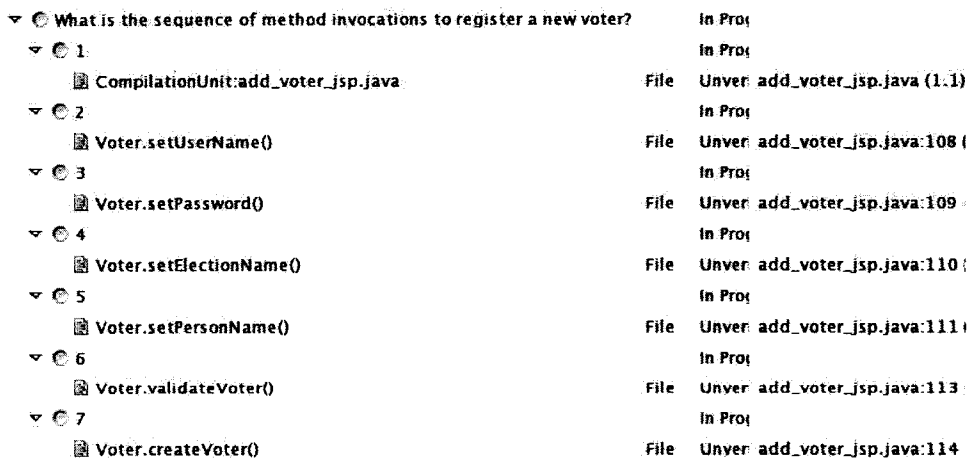 What is the sequence of method invocations to register a new voter? In Prog
1 In Prog
CompilationUnit:add_voter_jsp.java File Unver add_voter_jsp.java (1.1)
2 In Prog
Voter.setUserName() File Unver add_voter_jsp.java:108 (
3 In Prog
Voter.setPassword() File Unver add_voter_jsp.java:109
4 In Prog
Voter.setElectionName() File Unver add_voter_jsp.java:110
5 In Prog
Voter.setPersonName() File Unver add_voter_jsp.java:111
6 In Prog
Voter.validateVoter() File Unver add_voter_jsp.java:113
7 In Prog
Voter.createVoter() File Unver add_voter_jsp.java:114